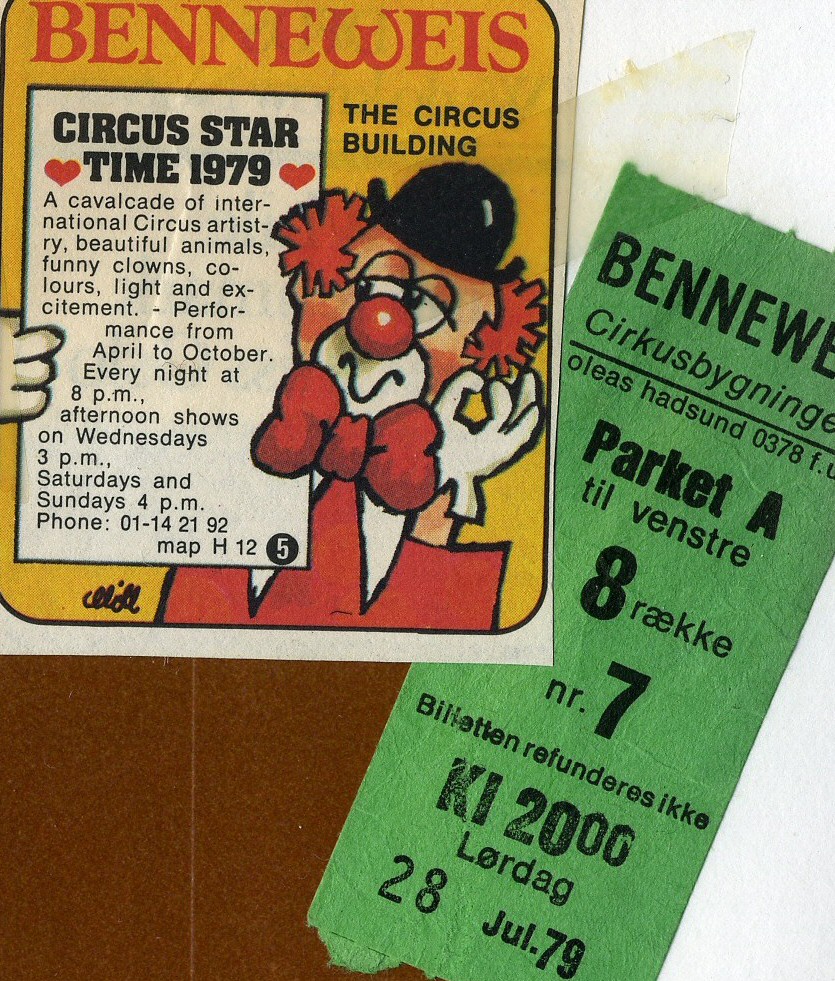 BENNEWEIS
CIRCUS STAR
TIME 1979
A cavalcade of inter-
national Circus artist-
ry, beautiful animals,
funny clowns, co-
lours, light and ex-
citement. - Perfor-
mance from
April to October.
Every night at
8 p.m.,
afternoon shows
on Wednesdays
3 p.m.,
Saturdays and
Sundays 4 p.m.
Phone: 01-14 21 92
map H 12 5
THE CIRCUS
BUILDING
BENNEWE
Cirkusbygninge
oleas hadsund 0378 f.
Parket A
til venstre
8 række
nr. 7
Billetten refunderes ikke
Kl 2000
Lørdag
28 Jul.79